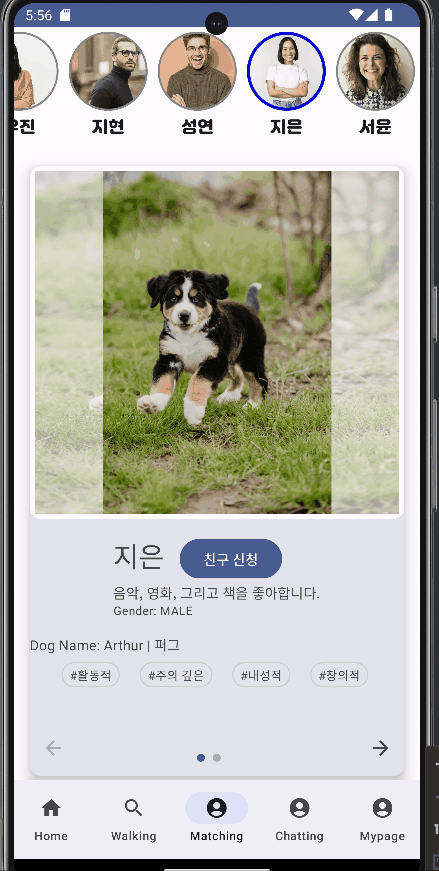 5:56
우진 지현 성연 지은 서윤
지은 친구 신청
음악, 영화, 그리고 책을 좋아합니다.
Gender: MALE
Dog Name: Arthur | 퍼그
#활동적 #주의 깊은 #내성적 #창의적
Home Walking Matching Chatting Mypage